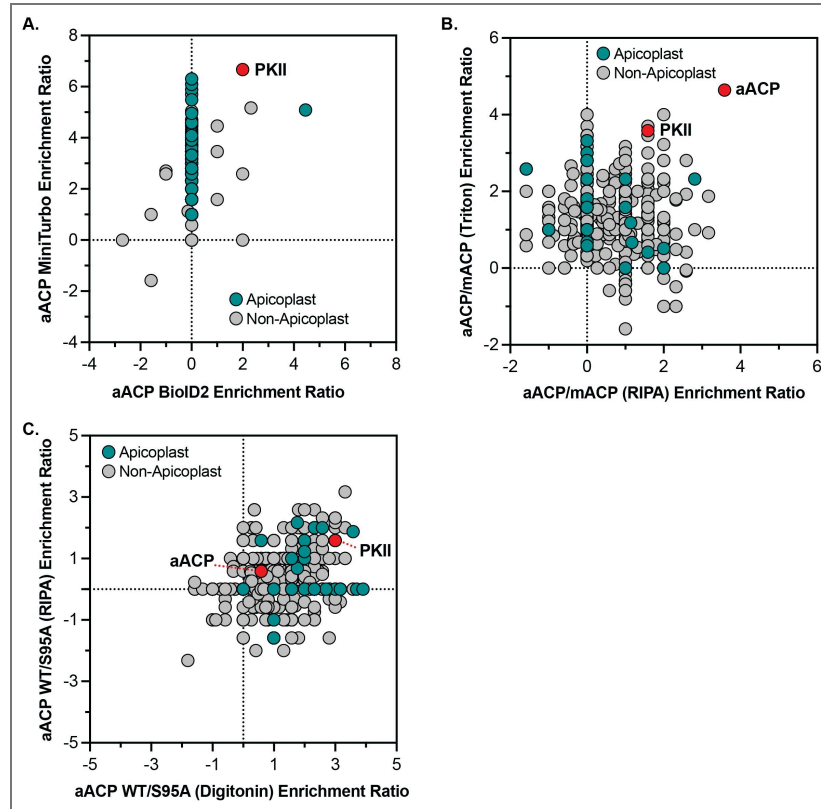 A.
aACP MiniTurbo Enrichment Ratio
8
6
4
2
0
-2
-4
PKII
Apicoplast
Non-Apicoplast
-4 -2 0 2 4 6 8
aACP BioID2 Enrichment Ratio
B.
aACP/mACP (Triton) Enrichment Ratio
6
4
2
0
-2
Apicoplast
Non-Apicoplast
aACP
PKII
-2 0 2 4 6
aACP/mACP (RIPA) Enrichment Ratio
C.
aACP WT/S95A (RIPA) Enrichment Ratio
5
3
1
-1
-3
-5
Apicoplast
Non-Apicoplast
aACP
PKII
-5 -3 -1 1 3 5
aACP WT/S95A (Digitonin) Enrichment Ratio